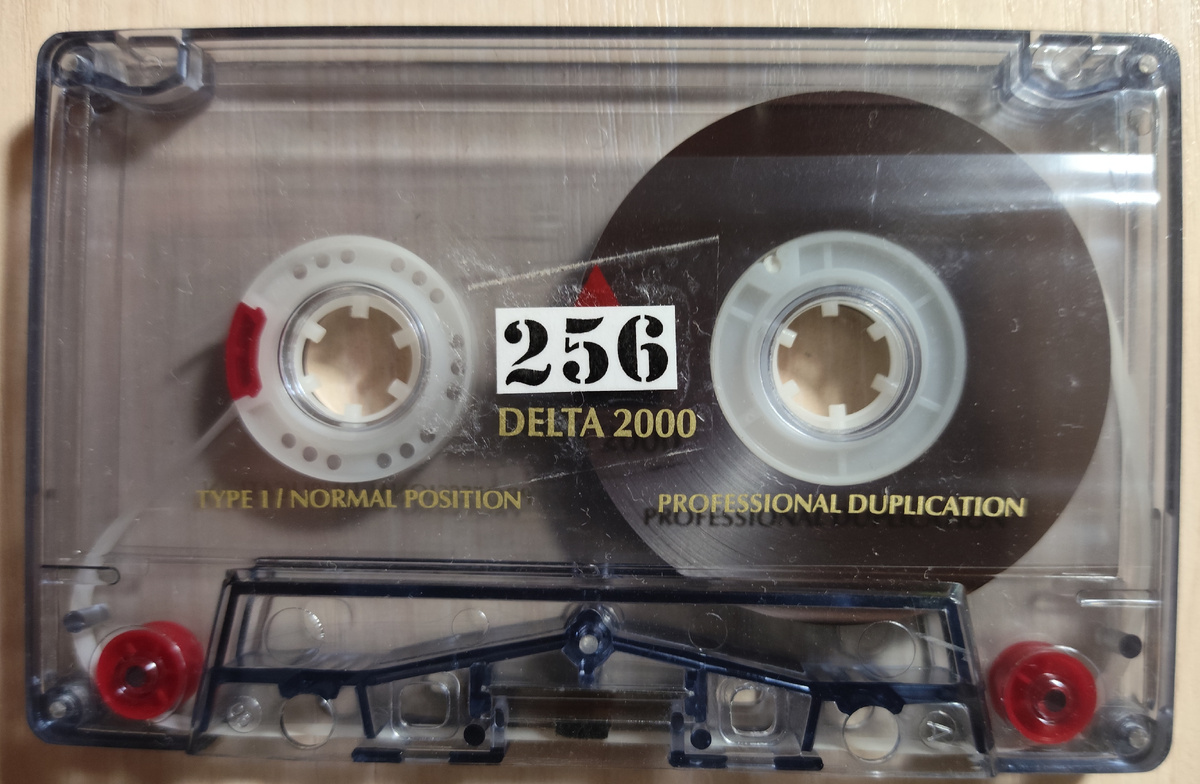 256
DELTA 2000
TYPE 1 / NORMAL POSITION
PROFESSIONAL DUPLICATION